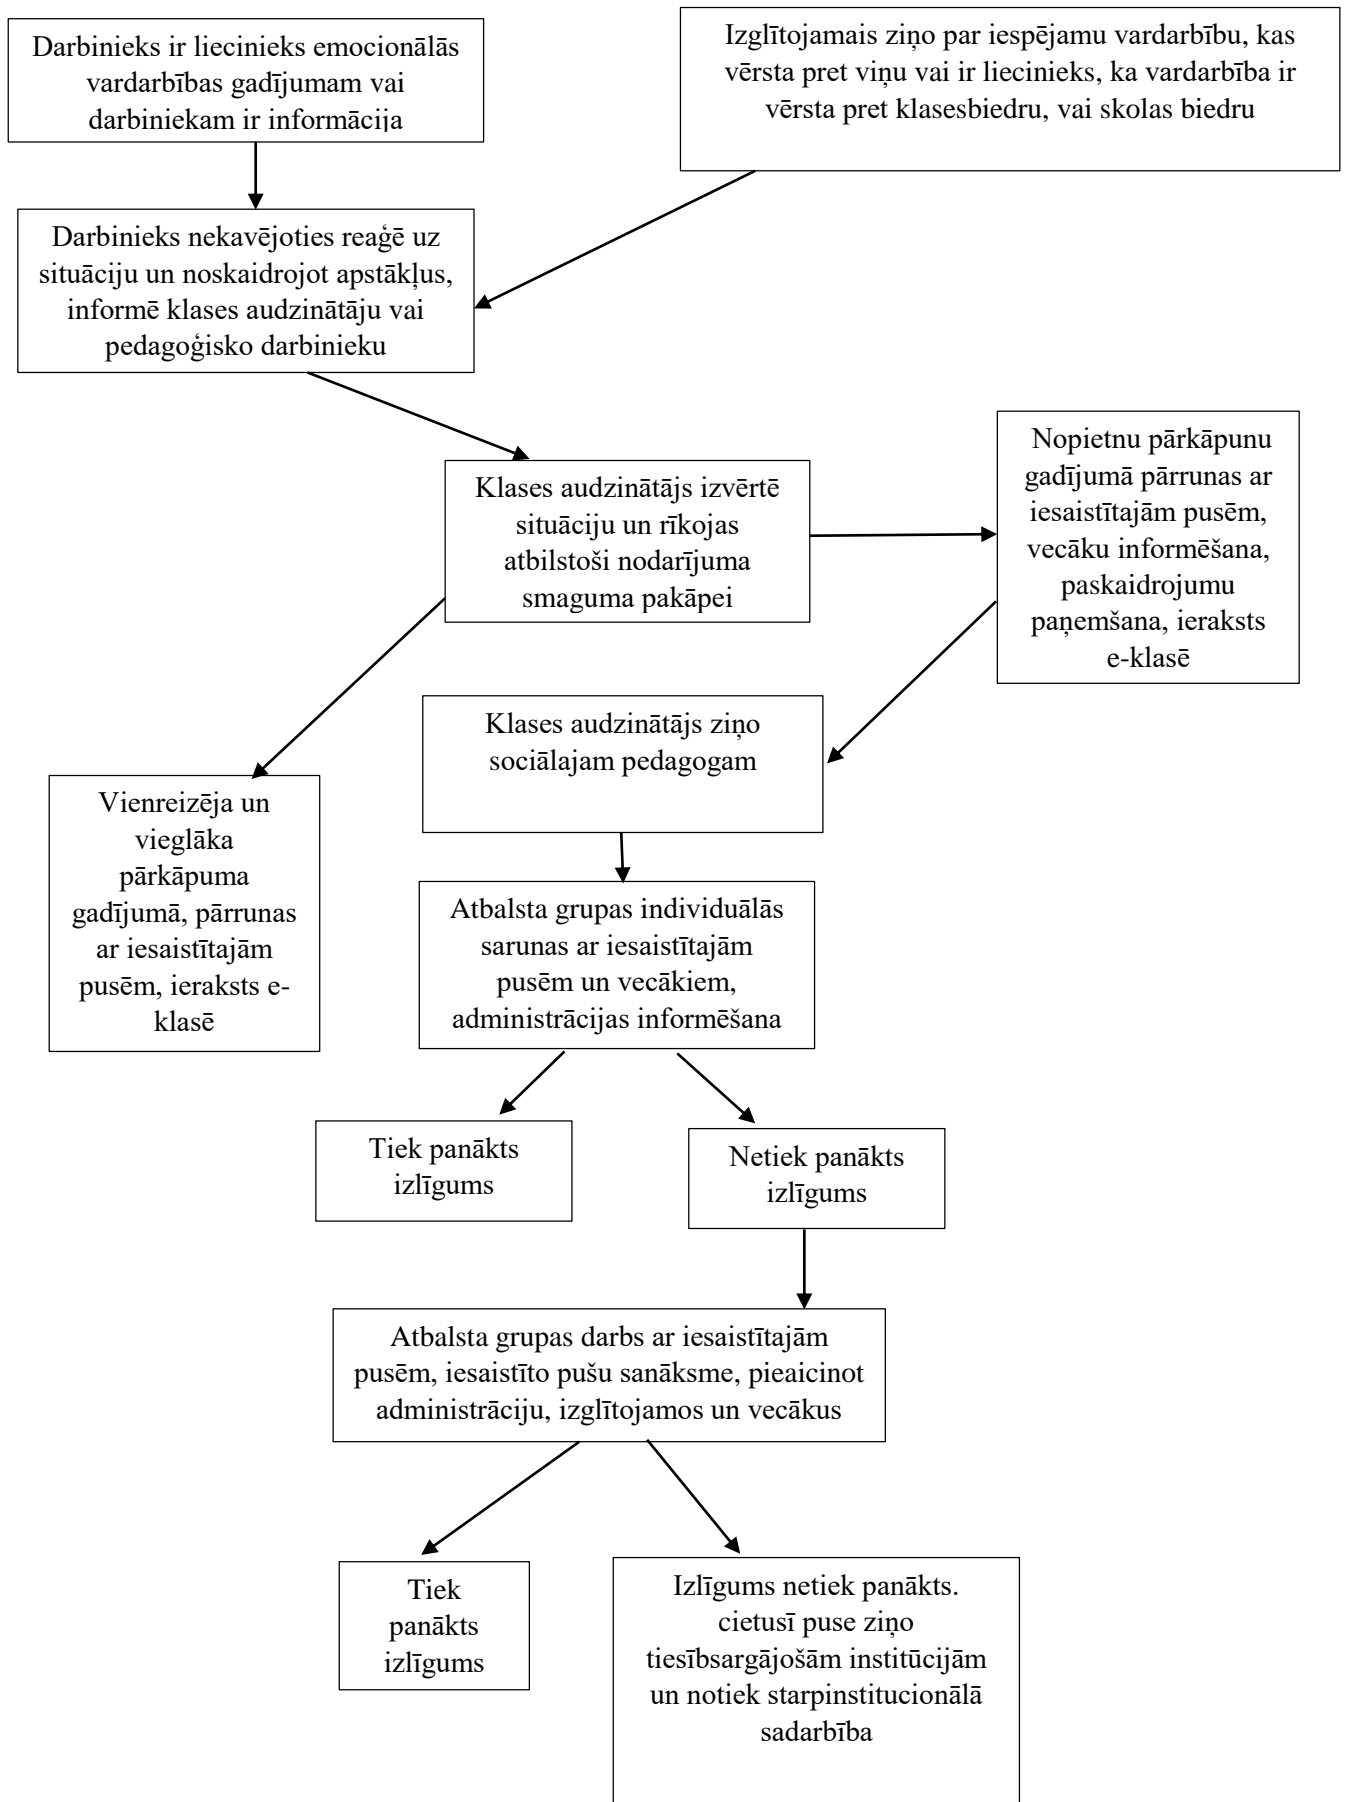 Darbinieks ir liecinieks emocionālās
vardarbības gadījumam vai
darbiniekam ir informācija
Izglītojamais ziņo par iespējamu vardarbību, kas
vērsta pret viņu vai ir liecinieks, ka vardarbība ir
vērsta pret klasesbiedru, vai skolas biedru
Darbinieks nekavējoties reaģē uz
situāciju un noskaidrojot apstākļus,
informē klases audzinātāju vai
pedagoģisko darbinieku
Klases audzinātājs izvērtē
situāciju un rīkojas
atbilstoši nodarījuma
smaguma pakāpei
Nopietnu pārkāpunu
gadījumā pārrunas ar
iesaistītajām pusēm,
vecāku informēšana,
paskaidrojumu
paņemšana, ieraksts
e-klasē
Klases audzinātājs ziņo
sociālajam pedagogam
Vienreizēja un
vieglāka
pārkāpuma
gadījumā, pārrunas
ar iesaistītajām
pusēm, ieraksts e-
klasē
Atbalsta grupas individuālās
sarunas ar iesaistītajām
pusēm un vecākiem,
administrācijas informēšana
Tiek panākts
izlīgums
Netiek panākts
izlīgums
Atbalsta grupas darbs ar iesaistītajām
pusēm, iesaistīto pušu sanāksme, pieaicinot
administrāciju, izglītojamos un vecākus
Tiek
panākts
izlīgums
Izlīgums netiek panākts.
cietusī puse ziņo
tiesībsargājošām institūcijām
un notiek starpinstitucionālā
sadarbība